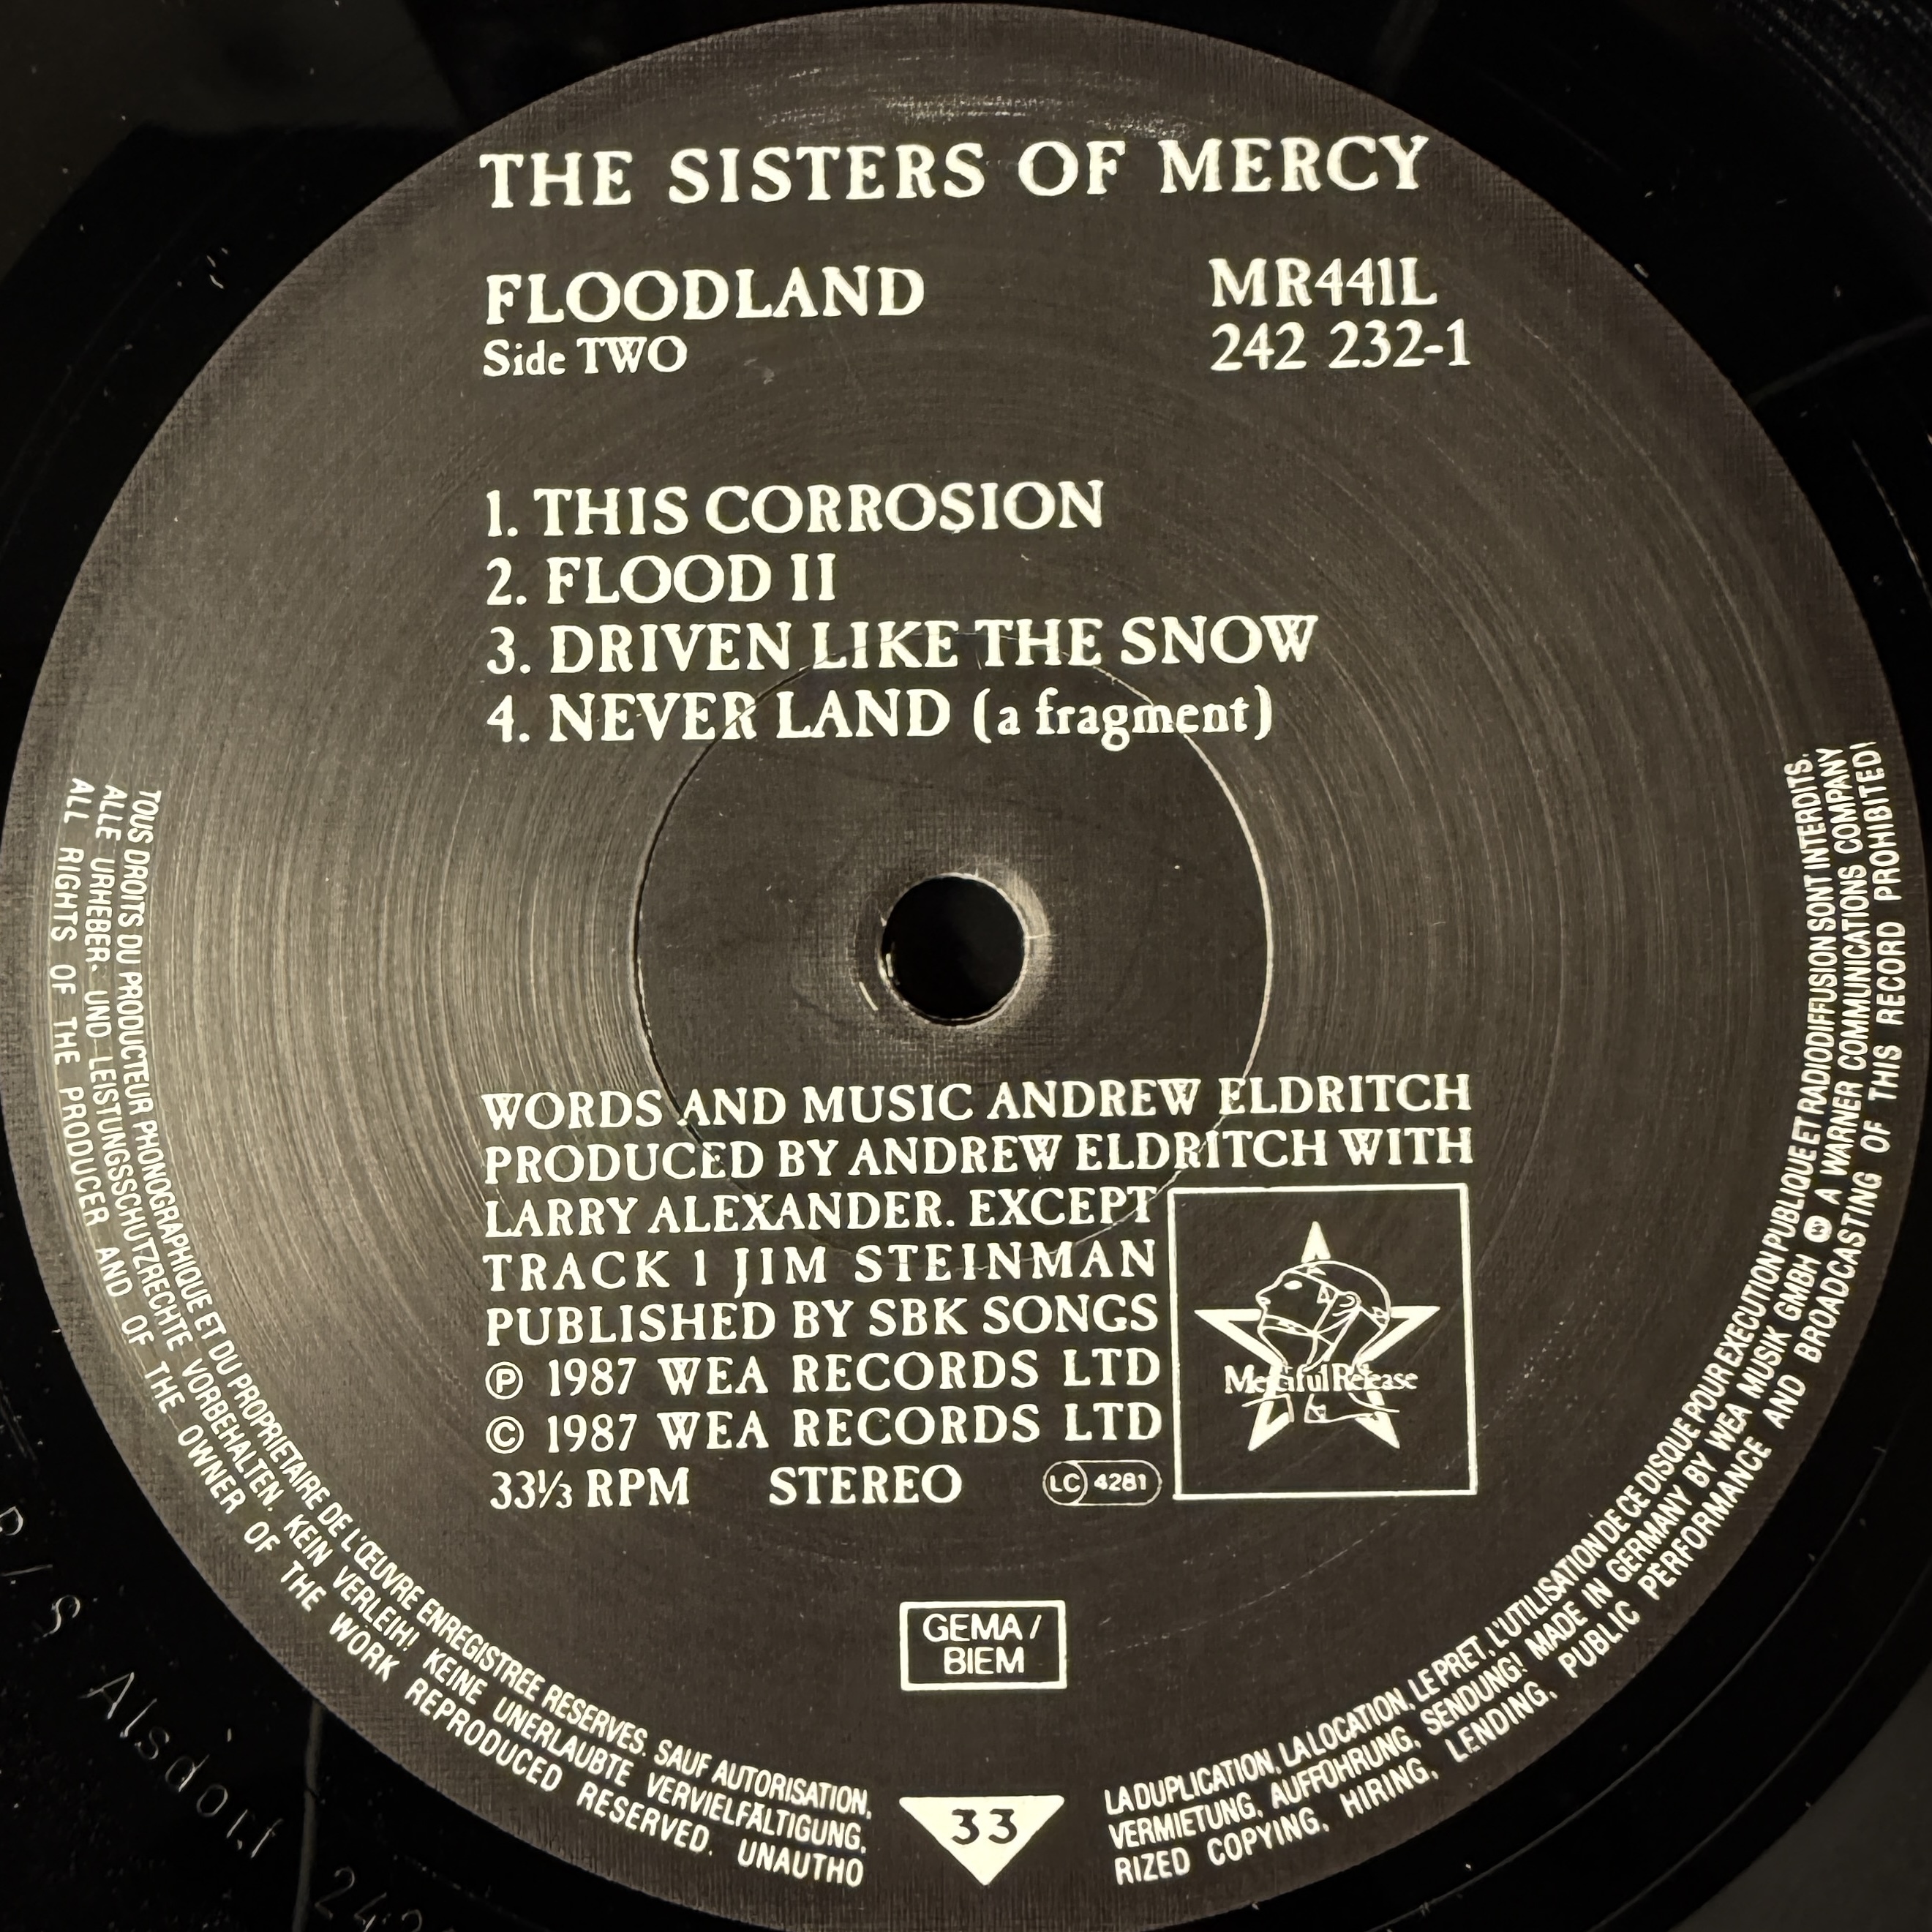 THE SISTERS OF MERCY
FLOODLAND
Side TWO
MR441L
242 232-1
1. THIS CORROSION
2. FLOOD II
3. DRIVEN LIKE THE SNOW
4. NEVER LAND (a fragment)
WORDS AND MUSIC ANDREW ELDRITCH
PRODUCED BY ANDREW ELDRITCH WITH
LARRY ALEXANDER. EXCEPT
TRACK 1 JIM STEINMAN
PUBLISHED BY SBK SONGS
℗ 1987 WEA RECORDS LTD
© 1987 WEA RECORDS LTD
33⅓ RPM STEREO LC 4281
Merciful Release
GEMA/
BIEM
33
TOUS DROITS DU PRODUCTEUR PHONOGRAPHIQUE ET DU PROPRIETAIRE DE L'ŒUVRE ENREGISTREE RESERVES. SAUF AUTORISATION, LA DUPLICATION, LA LOCATION, LE PRET, L'UTILISATION DE CE DISQUE POUR EXECUTION PUBLIQUE ET RADIODIFFUSION SONT INTERDITS.
ALLE URHEBER- UND LEISTUNGSSCHUTZRECHTE VORBEHALTEN. KEIN VERLEIH! KEINE UNERLAUBTE VERVIELFÄLTIGUNG, VERMIETUNG, AUFFÜHRUNG, SENDUNG! MADE IN GERMANY BY WEA MUSIK GMBH A WARNER COMMUNICATIONS COMPANY
ALL RIGHTS OF THE PRODUCER AND OF THE OWNER OF THE WORK REPRODUCED RESERVED. UNAUTHORIZED COPYING, HIRING, LENDING, PUBLIC PERFORMANCE AND BROADCASTING OF THIS RECORD PROHIBITED!
R/S Alsdorf